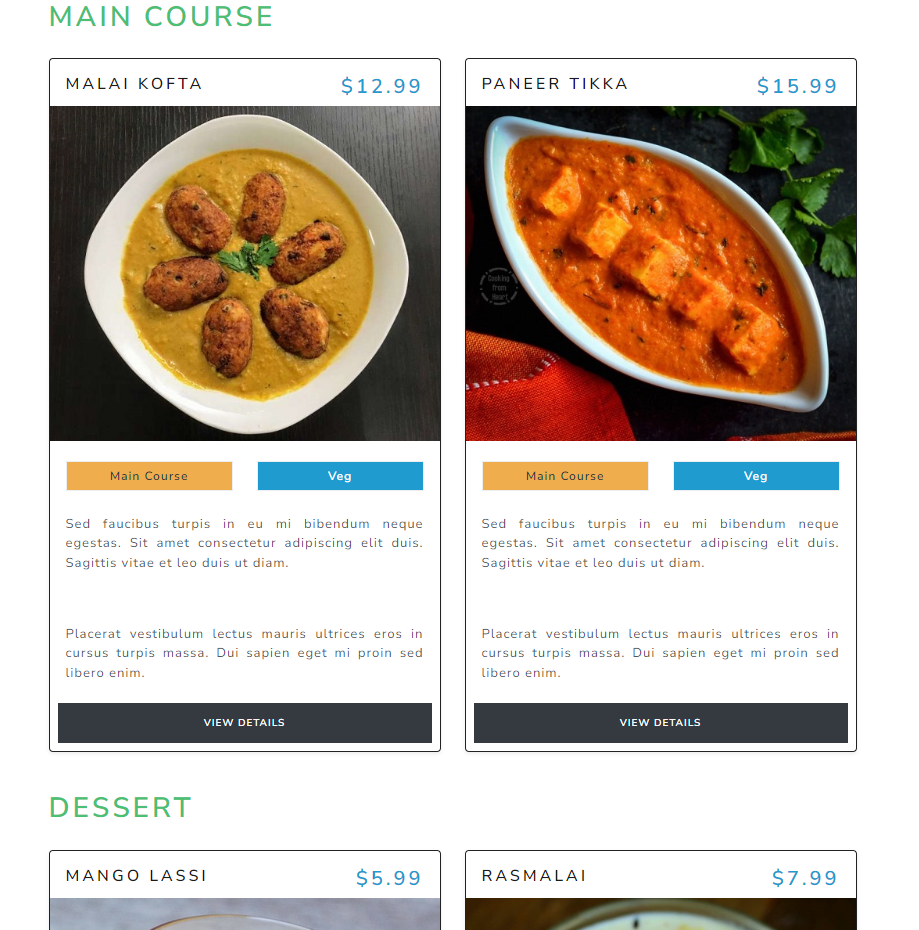 MAIN COURSE
MALAI KOFTA
$12.99
Main Course
Veg
Sed faucibus turpis in eu mi bibendum neque
egestas. Sit amet consectetur adipiscing elit duis.
Sagittis vitae et leo duis ut diam.
Placerat vestibulum lectus mauris ultrices eros in
cursus turpis massa. Dui sapien eget mi proin sed
libero enim.
VIEW DETAILS
PANEER TIKKA
$15.99
Cooking
from
Heart
Main Course
Veg
Sed faucibus turpis in eu mi bibendum neque
egestas. Sit amet consectetur adipiscing elit duis.
Sagittis vitae et leo duis ut diam.
Placerat vestibulum lectus mauris ultrices eros in
cursus turpis massa. Dui sapien eget mi proin sed
libero enim.
VIEW DETAILS
DESSERT
MANGO LASSI
$5.99
RASMALAI
$7.99